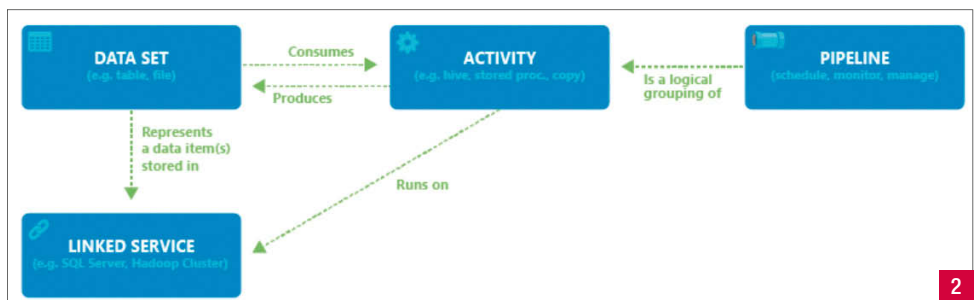 DATA SET
(e.g. table, file)
Consumes
Produces
ACTIVITY
(e.g. hive, stored proc., copy)
Is a logical
grouping of
PIPELINE
(schedule, monitor, manage)
Represents
a data item(s)
stored in
Runs on
LINKED SERVICE
(e.g. SQL Server, Hadoop Cluster)
2